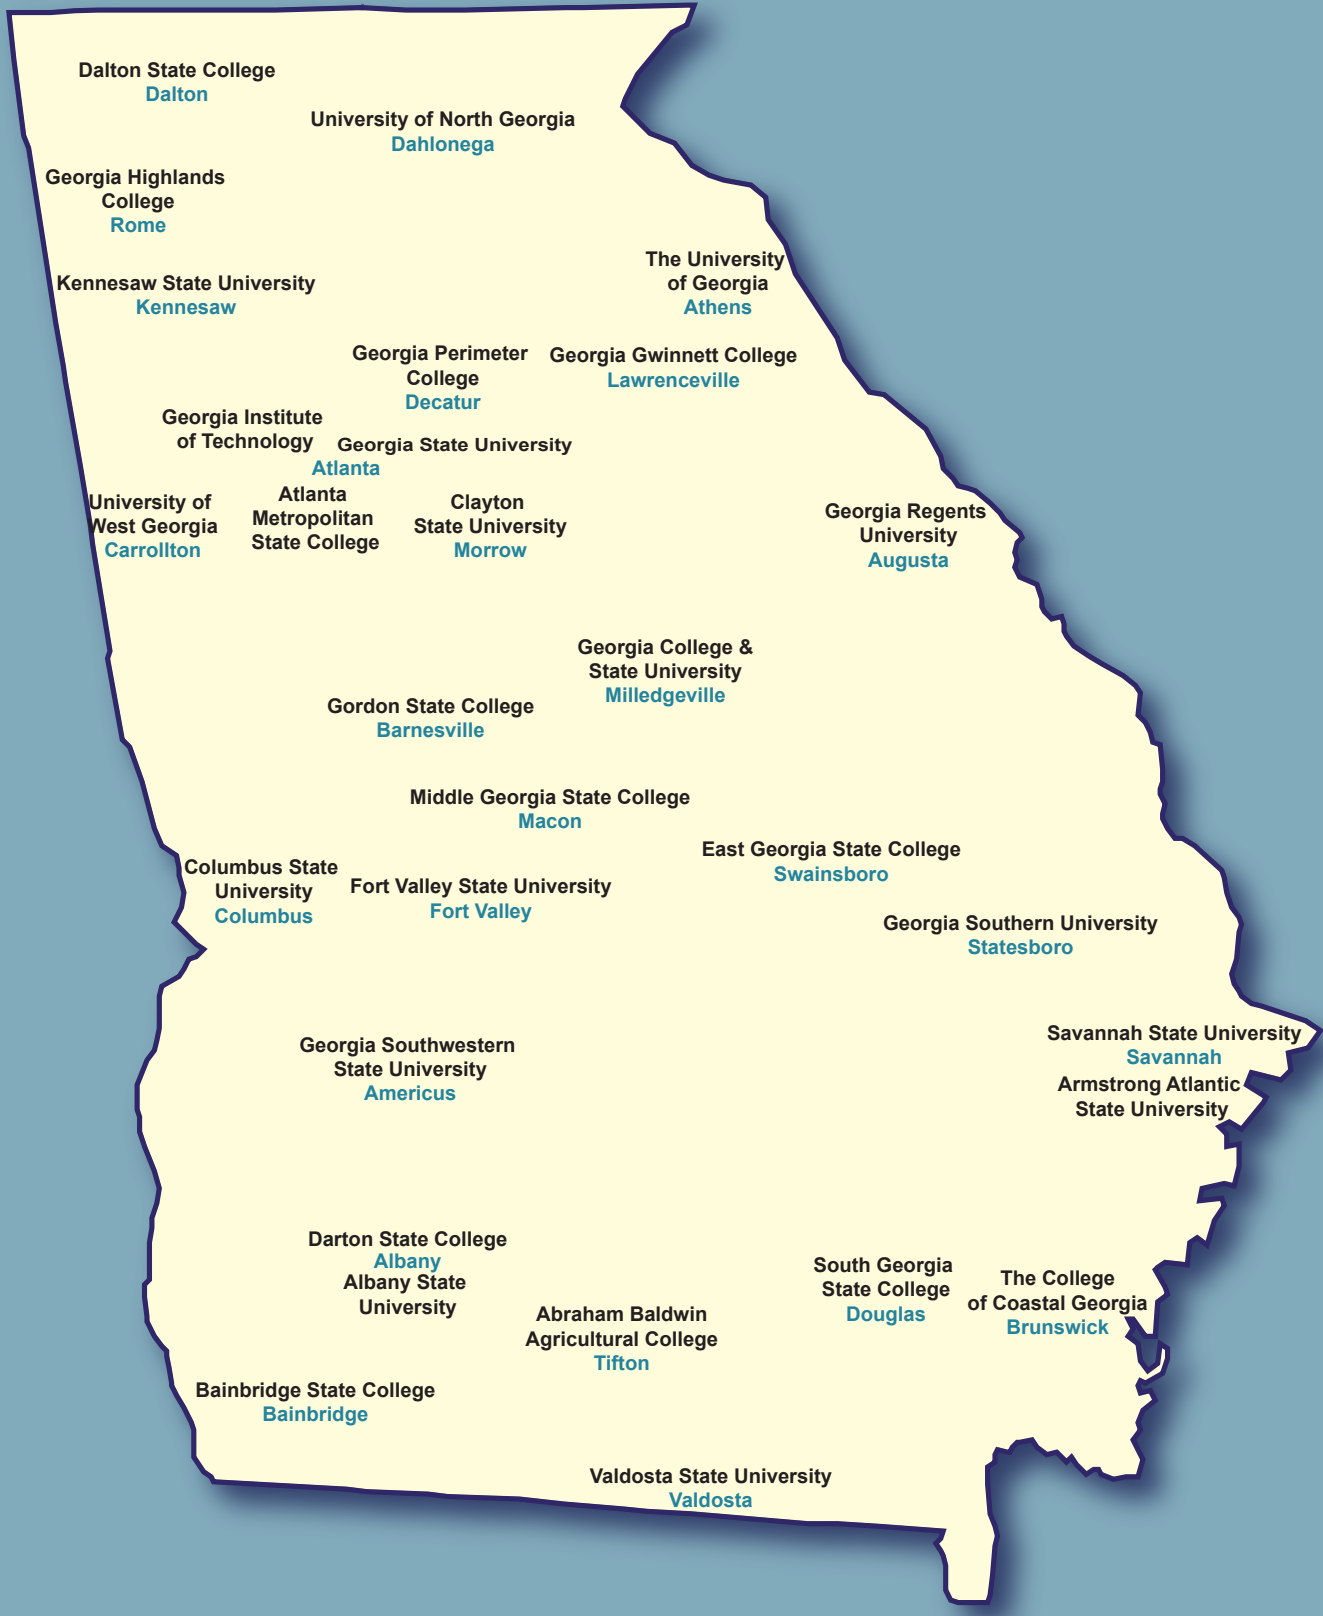 Dalton State College
Dalton
University of North Georgia
Dahlonega
Georgia Highlands
College
Rome
The University
of Georgia
Athens
Kennesaw State University
Kennesaw
Georgia Perimeter
College
Decatur
Georgia Gwinnett College
Lawrenceville
Georgia Institute
of Technology
Georgia State University
Atlanta
Atlanta
Metropolitan
State College
University of
West Georgia
Carrollton
Clayton
State University
Morrow
Georgia Regents
University
Augusta
Georgia College &
State University
Milledgeville
Gordon State College
Barnesville
Middle Georgia State College
Macon
East Georgia State College
Swainsboro
Columbus State
University
Columbus
Fort Valley State University
Fort Valley
Georgia Southern University
Statesboro
Savannah State University
Savannah
Armstrong Atlantic
State University
Georgia Southwestern
State University
Americus
Darton State College
Albany
Albany State
University
South Georgia
State College
Douglas
The College
of Coastal Georgia
Brunswick
Abraham Baldwin
Agricultural College
Tifton
Bainbridge State College
Bainbridge
Valdosta State University
Valdosta